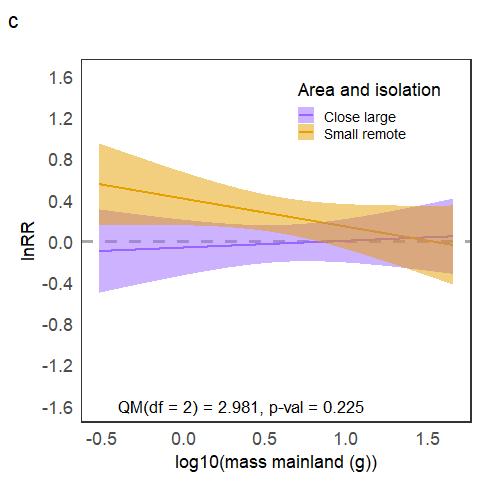 c
Area and isolation
Close large
Small remote
1.6
1.2
0.8
0.4
0.0
-0.4
-0.8
-1.2
-1.6
lnRR
QM(df = 2) = 2.981, p-val = 0.225
-0.5 0.0 0.5 1.0 1.5
log10(mass mainland (g))